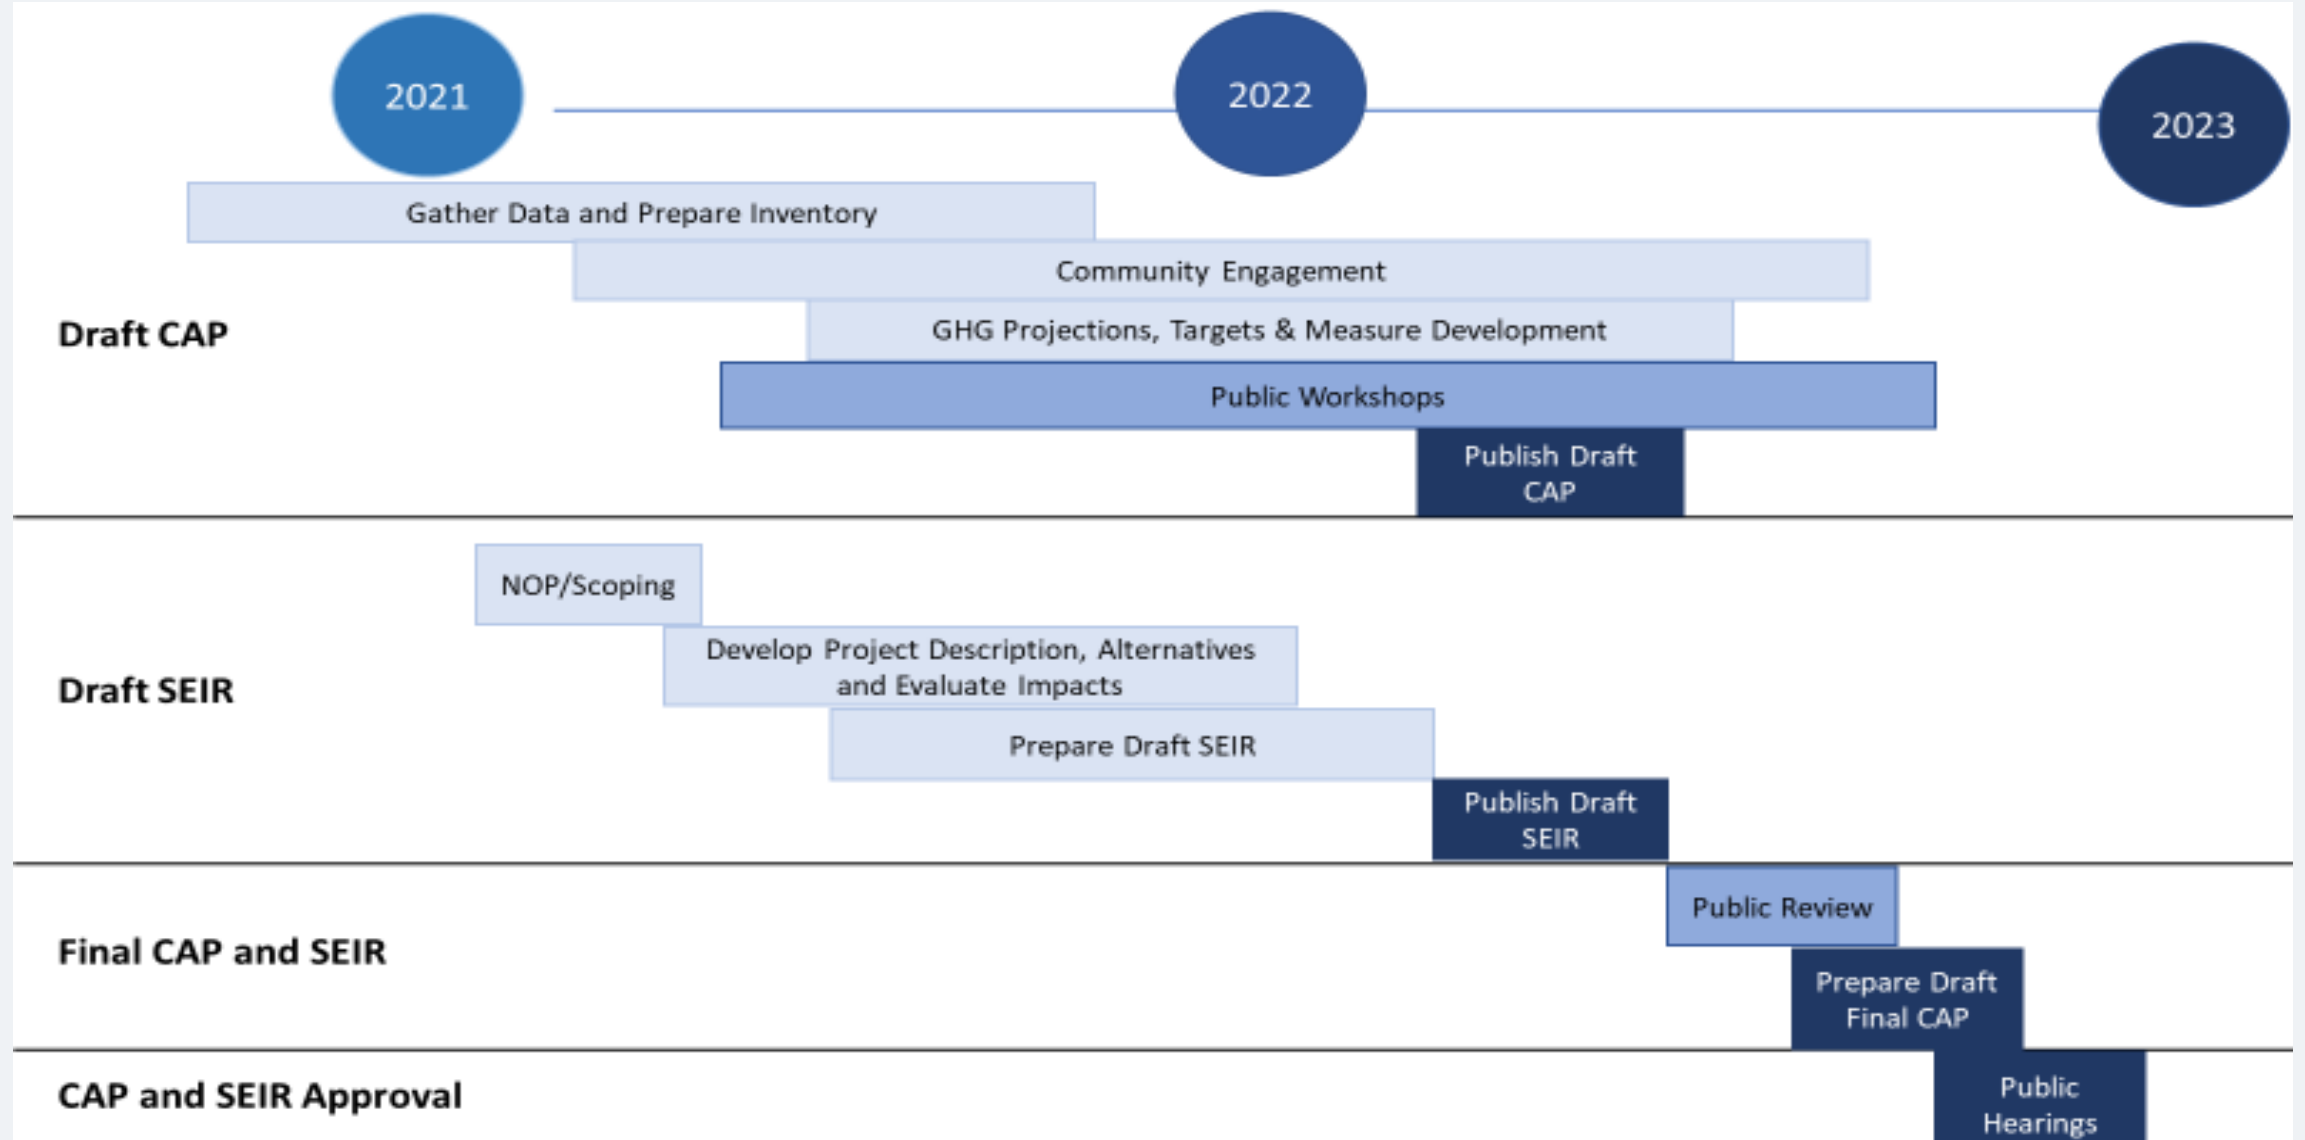 2021
2022
2023
Gather Data and Prepare Inventory
Community Engagement
GHG Projections, Targets & Measure Development
Draft CAP
Public Workshops
Publish Draft
CAP
NOP/Scoping
Develop Project Description, Alternatives
and Evaluate Impacts
Draft SEIR
Prepare Draft SEIR
Publish Draft
SEIR
Public Review
Final CAP and SEIR
Prepare Draft
Final CAP
CAP and SEIR Approval
Public
Hearings